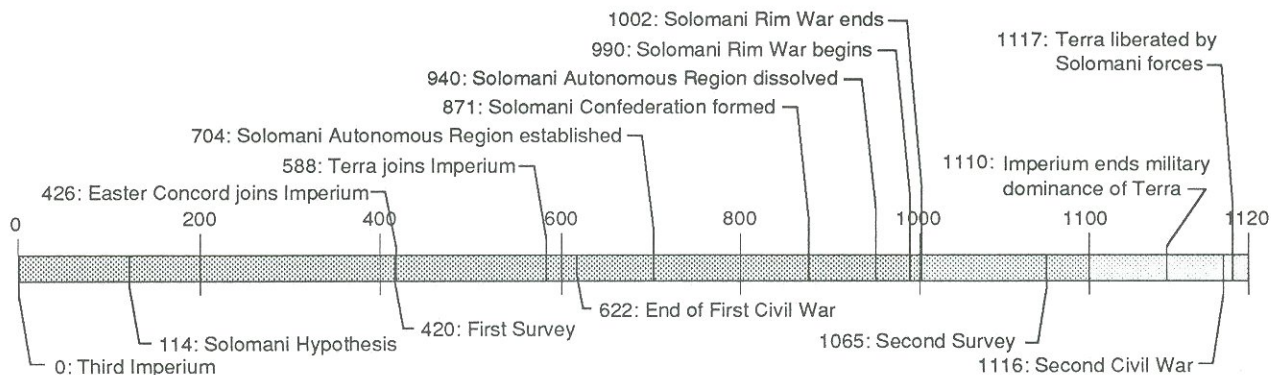 1002: Solomani Rim War ends
990: Solomani Rim War begins
1117: Terra liberated by
Solomani forces
940: Solomani Autonomous Region dissolved
871: Solomani Confederation formed
704: Solomani Autonomous Region established
588: Terra joins Imperium
1110: Imperium ends military
dominance of Terra
426: Easter Concord joins Imperium
0 200 400 600 800 1000 1100 1120
622: End of First Civil War
420: First Survey
114: Solomani Hypothesis
1065: Second Survey
0: Third Imperium
1116: Second Civil War